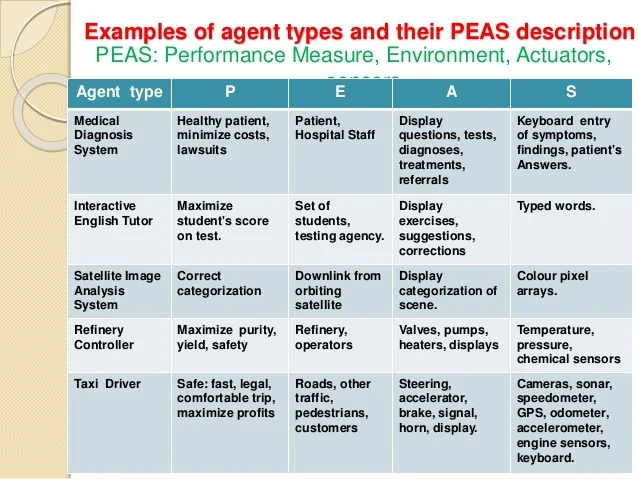 Examples of agent types and their PEAS description
PEAS: Performance Measure, Environment, Actuators,
sensors
Agent type P E A S
Medical
Diagnosis
System
Healthy patient,
minimize costs,
lawsuits
Patient,
Hospital Staff
Display
questions, tests,
diagnoses,
treatments,
referrals
Keyboard entry
of symptoms,
findings, patient's
Answers.
Interactive
English Tutor
Maximize
student's score
on test.
Set of
students,
testing agency.
Display
exercises,
suggestions,
corrections
Typed words.
Satellite Image
Analysis
System
Correct
categorization
Downlink from
orbiting
satellite
Display
categorization of
scene.
Colour pixel
arrays.
Refinery
Controller
Maximize purity,
yield, safety
Refinery,
operators
Valves, pumps,
heaters, displays
Temperature,
pressure,
chemical sensors
Taxi Driver
Safe: fast, legal,
comfortable trip,
maximize profits
Roads, other
traffic,
pedestrians,
customers
Steering,
accelerator,
brake, signal,
horn, display.
Cameras, sonar,
speedometer,
GPS, odometer,
accelerometer,
engine sensors,
keyboard.